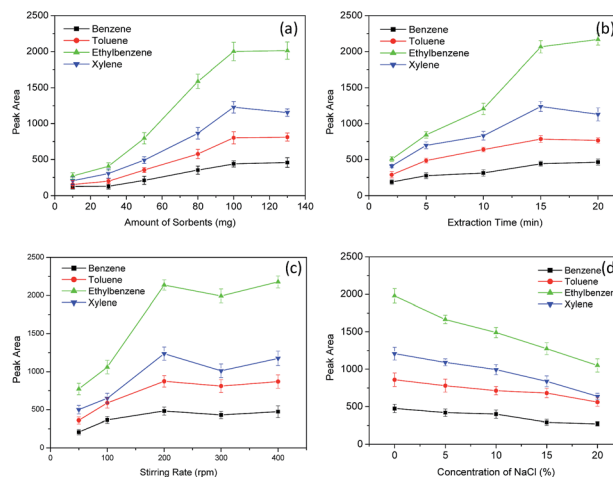 (a)
Benzene
Toluene
Ethylbenzene
Xylene
2000
1500
1000
500
0
Peak Area
0 20 40 60 80 100 120 140
Amount of Sorbents (mg)
(b)
Benzene
Toluene
Ethylbenzene
Xylene
2000
1500
1000
500
0
Peak Area
0 5 10 15 20
Extraction Time (min)
(c)
Benzene
Toluene
Ethylbenzene
Xylene
2500
2000
1500
1000
500
0
Peak Area
0 100 200 300 400
Stirring Rate (rpm)
(d)
Benzene
Toluene
Ethylbenzen
Xylene
2500
2000
1500
1000
500
0
Peak Area
0 5 10 15 20
Concentration of NaCl (%)